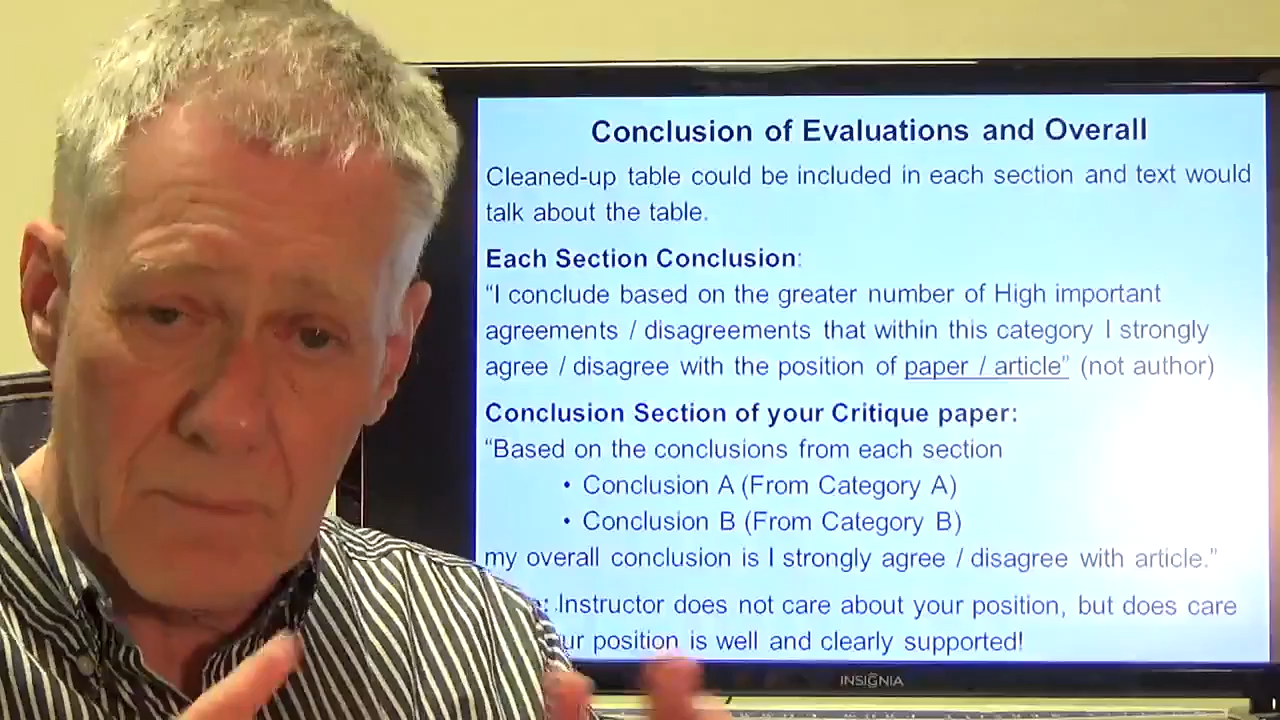 Conclusion of Evaluations and Overall
Cleaned-up table could be included in each section and text would
talk about the table.
Each Section Conclusion:
“I conclude based on the greater number of High important
agreements / disagreements that within this category I strongly
agree / disagree with the position of paper / article” (not author)
Conclusion Section of your Critique paper:
“Based on the conclusions from each section
• Conclusion A (From Category A)
• Conclusion B (From Category B)
my overall conclusion is I strongly agree / disagree with article.”
Instructor does not care about your position, but does care
position is well and clearly supported!
INSIGNIA